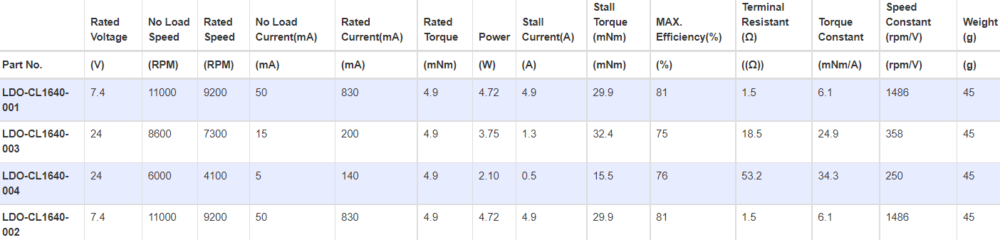 Rated Voltage No Load Speed Rated Speed No Load Current(mA) Rated Current(mA) Rated Torque Power Stall Current(A) Stall Torque (mNm) MAX. Efficiency(%) Terminal Resistant (Ω) Torque Constant Speed Constant (rpm/V) Weight (g)
Part No. (V) (RPM) (RPM) (mA) (mA) (mNm) (W) (A) (mNm) (%) ((Ω)) (mNm/A) (rpm/V) (g)
LDO-CL1640-001 7.4 11000 9200 50 830 4.9 4.72 4.9 29.9 81 1.5 6.1 1486 45
LDO-CL1640-003 24 8600 7300 15 200 4.9 3.75 1.3 32.4 75 18.5 24.9 358 45
LDO-CL1640-004 24 6000 4100 5 140 4.9 2.10 0.5 15.5 76 53.2 34.3 250 45
LDO-CL1640-002 7.4 11000 9200 50 830 4.9 4.72 4.9 29.9 81 1.5 6.1 1486 45